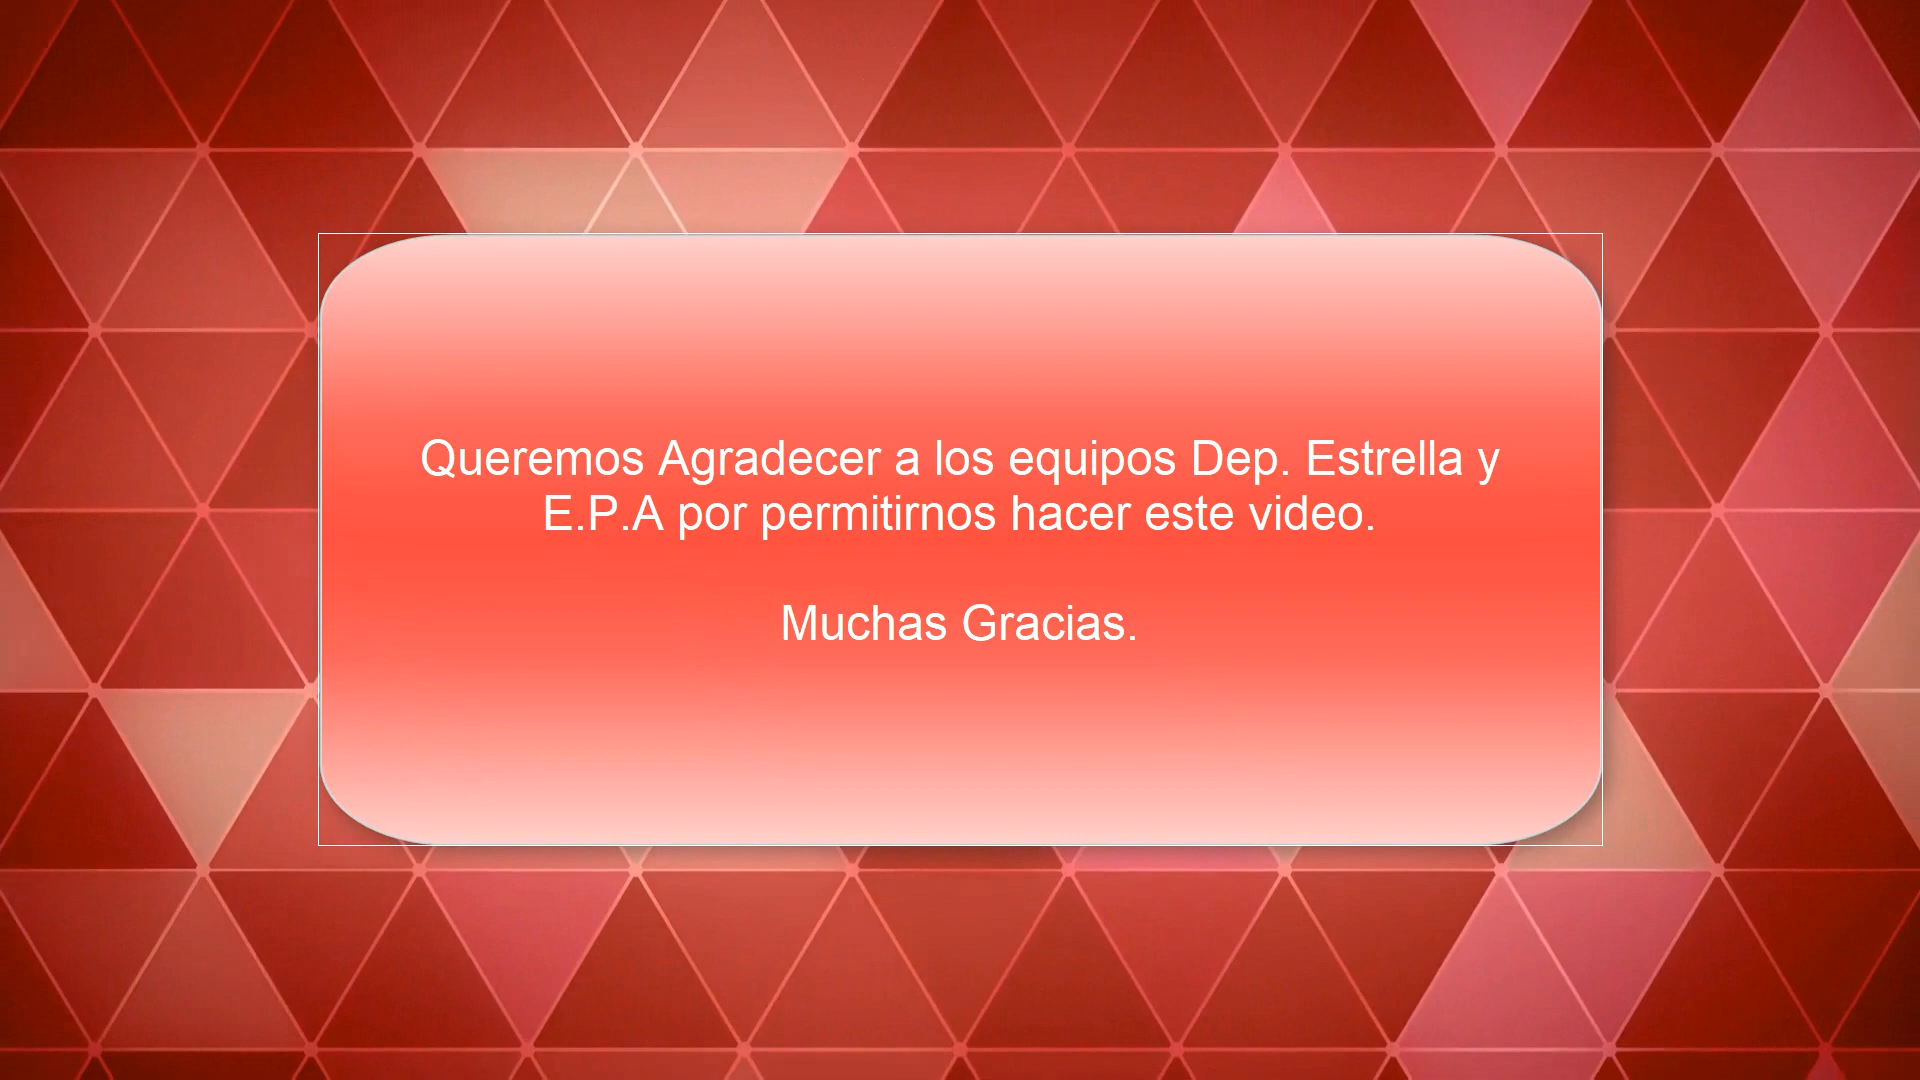 Queremos Agradecer a los equipos Dep. Estrella y
E.P.A por permitirnos hacer este video.
Muchas Gracias.